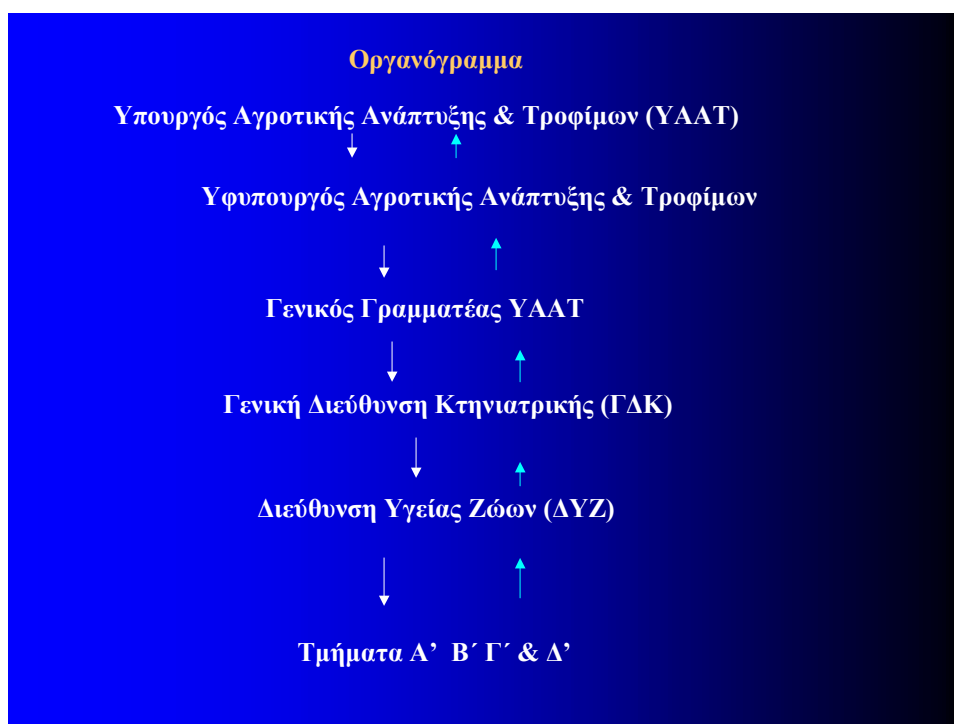 Οργανόγραμμα
Υπουργός Αγροτικής Ανάπτυξης & Τροφίμων (ΥΑΑΤ)
Υφυπουργός Αγροτικής Ανάπτυξης & Τροφίμων
Γενικός Γραμματέας ΥΑΑΤ
Γενική Διεύθυνση Κτηνιατρικής (ΓΔΚ)
Διεύθυνση Υγείας Ζώων (ΔΥΖ)
Τμήματα Α’ Β΄ Γ΄ & Δ’